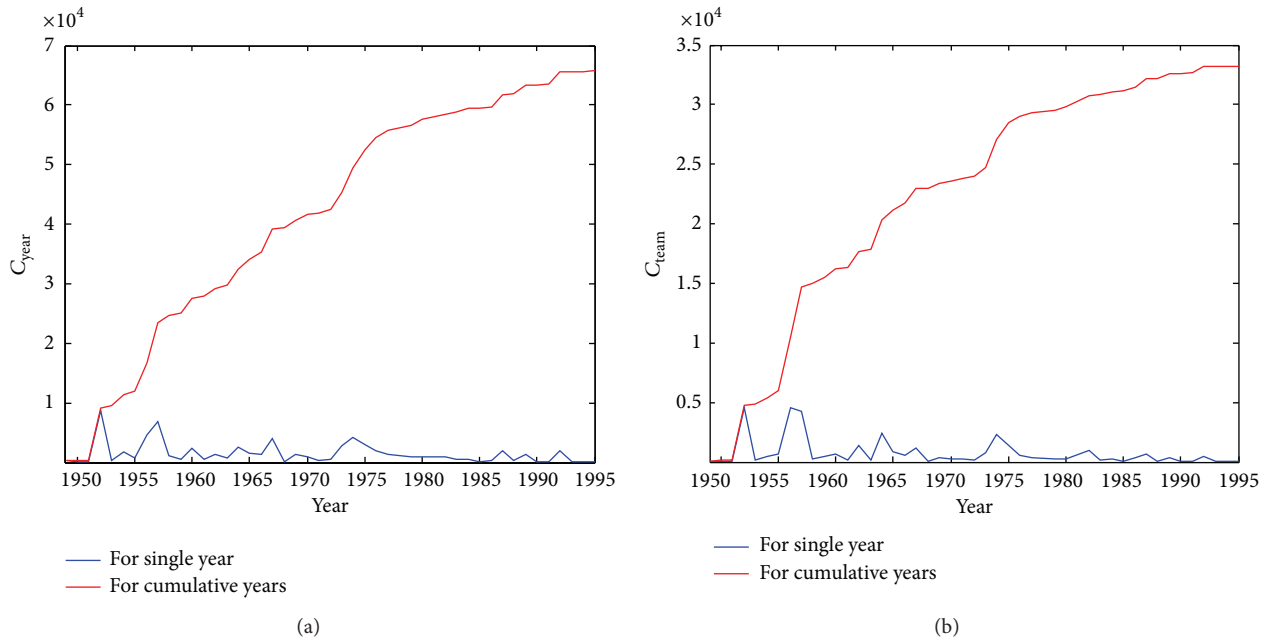 ×10⁴
7
6
5
4
3
2
1
C_year
1950 1955 1960 1965 1970 1975 1980 1985 1990 1995
Year
For single year
For cumulative years
(a)
×10⁴
3.5
3
2.5
2
1.5
1
0.5
C_team
1950 1955 1960 1965 1970 1975 1980 1985 1990 1995
Year
For single year
For cumulative years
(b)